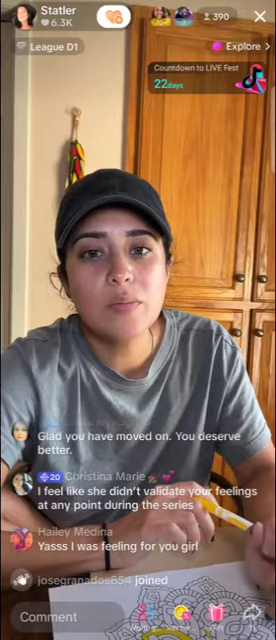 Statler
6.3K
390
League D1
Explore >
Countdown to LIVE Fest
22days
Glad you have moved on. You deserve
better.
20 Christina Marie
I feel like she didn't validate your feelings
at any point during the series
Hailey Medina
Yasss I was feeling for you girl
josegranados854 joined
Comment